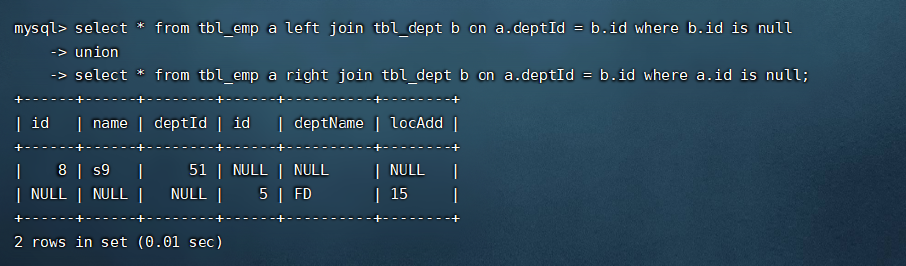 mysql> select * from tbl_emp a left join tbl_dept b on a.deptId = b.id where b.id is null
    -> union
    -> select * from tbl_emp a right join tbl_dept b on a.deptId = b.id where a.id is null;
+------+------+--------+------+----------+--------+
| id   | name | deptId | id   | deptName | locAdd |
+------+------+--------+------+----------+--------+
|    8 | s9   |     51 | NULL | NULL     | NULL   |
| NULL | NULL |   NULL |    5 | FD       | 15     |
+------+------+--------+------+----------+--------+
2 rows in set (0.01 sec)